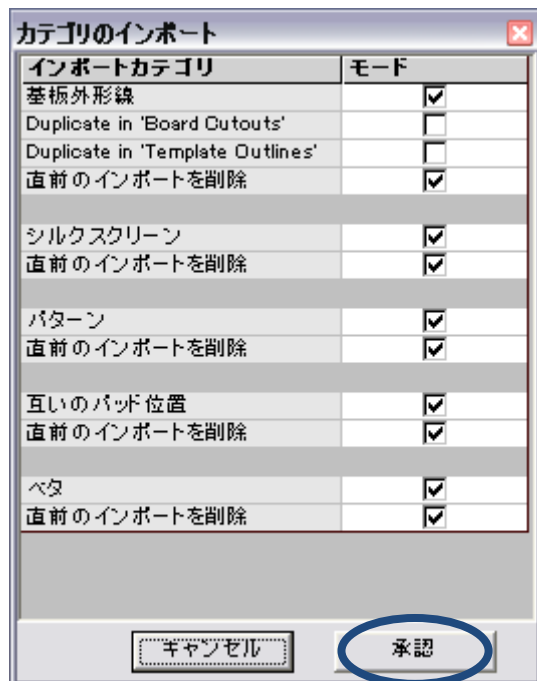 カテゴリのインポート
インポートカテゴリ モード
基板外形線
Duplicate in 'Board Cutouts'
Duplicate in 'Template Outlines'
直前のインポートを削除
シルクスクリーン
直前のインポートを削除
パターン
直前のインポートを削除
互いのパッド位置
直前のインポートを削除
ベタ
直前のインポートを削除
キャンセル 承認